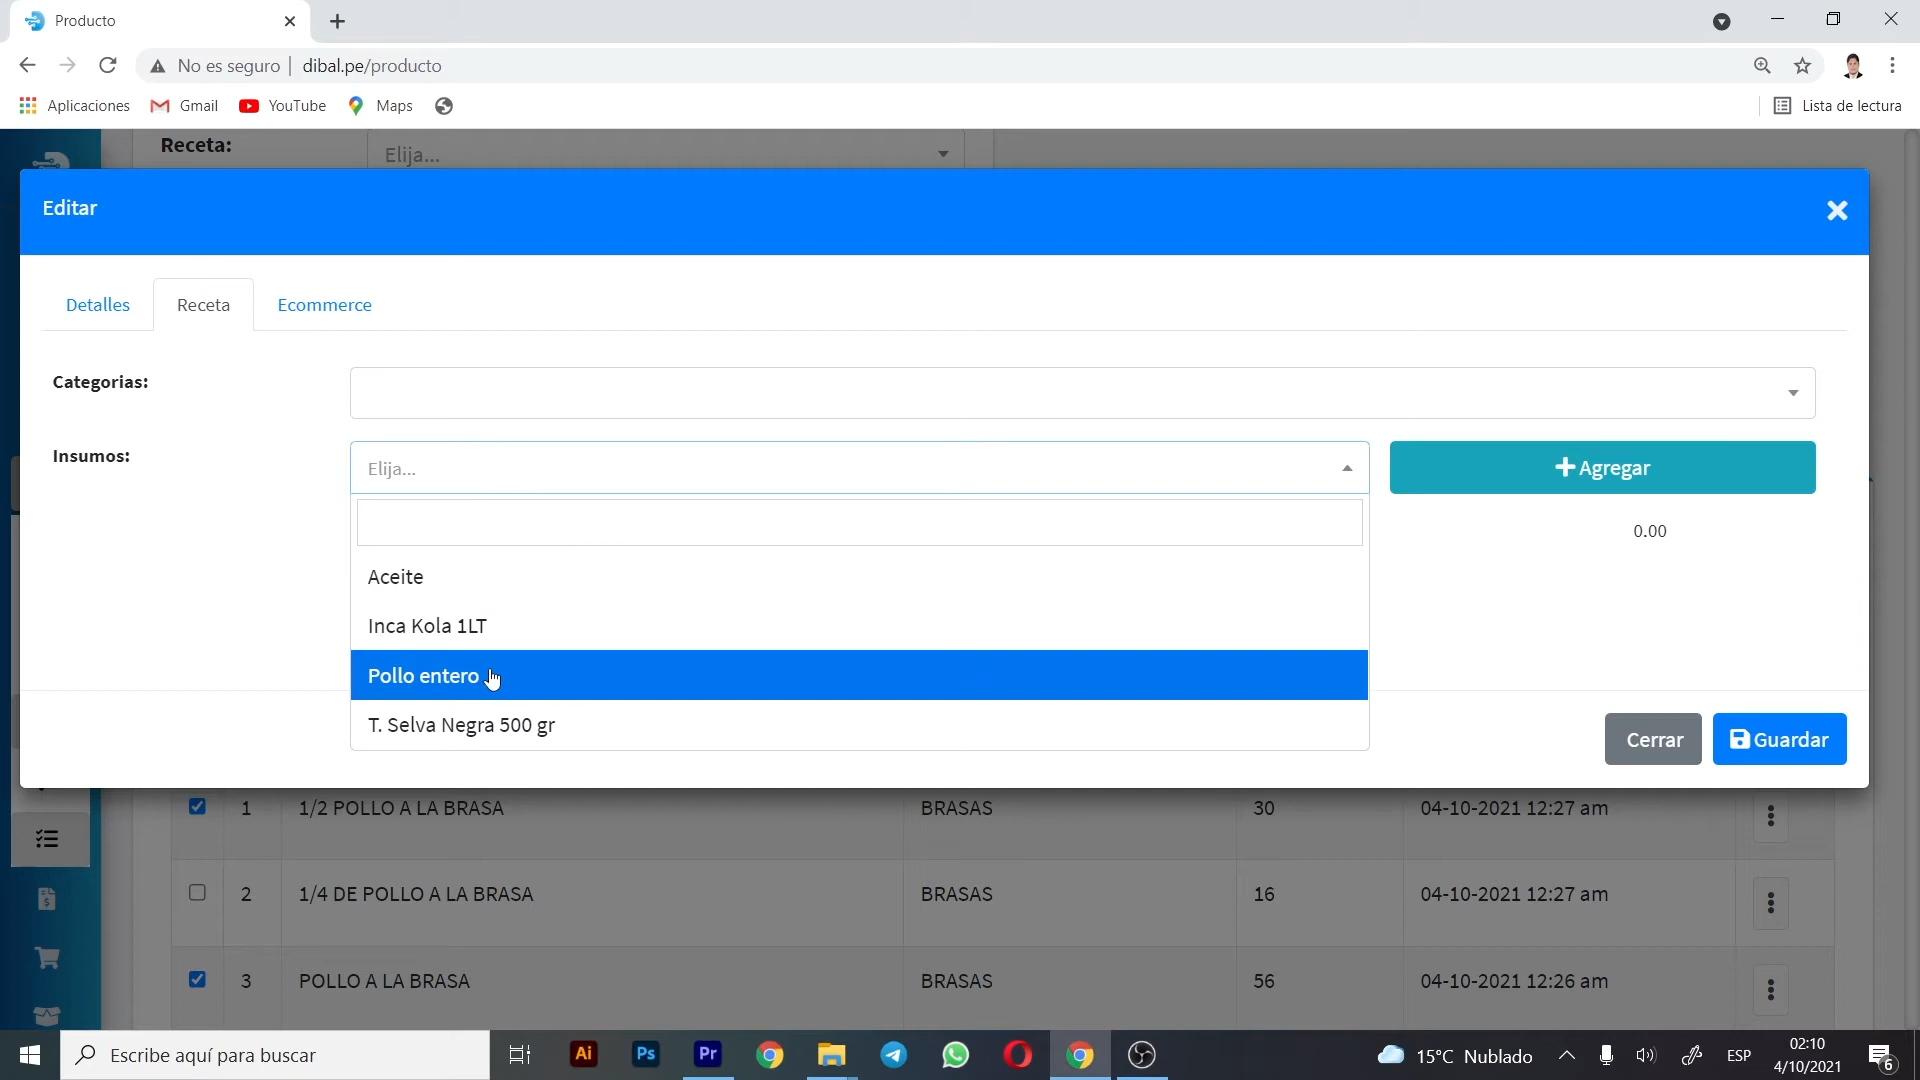 Producto
No es seguro | dibal.pe/producto
Aplicaciones Gmail YouTube Maps Lista de lectura
Receta: Elija...
Editar
Detalles Receta Ecommerce
Categorias:
Insumos: Elija... Agregar
0.00
Aceite
Inca Kola 1LT
Pollo entero
T. Selva Negra 500 gr
Cerrar Guardar
1 1/2 POLLO A LA BRASA BRASAS 30 04-10-2021 12:27 am
2 1/4 DE POLLO A LA BRASA BRASAS 16 04-10-2021 12:27 am
3 POLLO A LA BRASA BRASAS 56 04-10-2021 12:26 am
Escribe aquí para buscar Ai Ps Pr 15°C Nublado ESP 02:10
4/10/2021 6